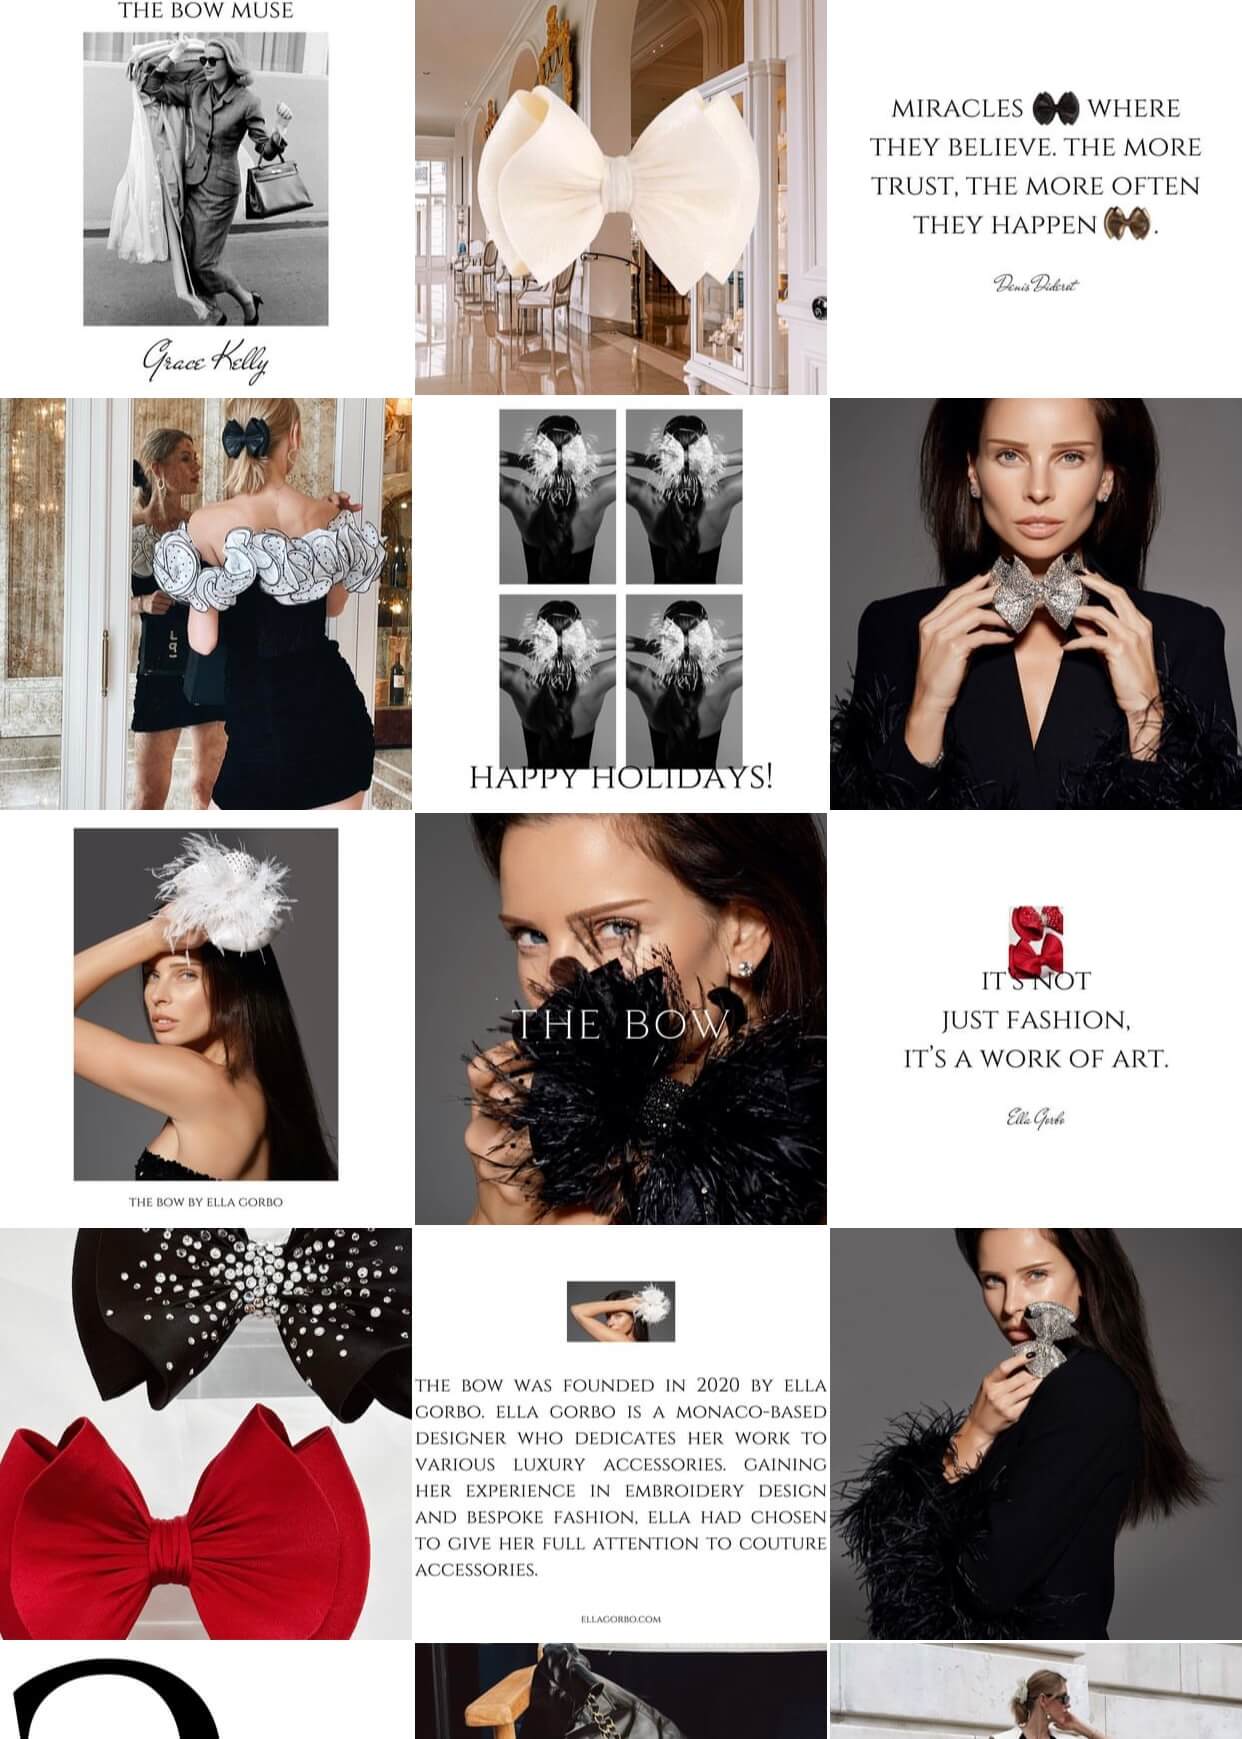 THE BOW MUSE
Grace Kelly
MIRACLES WHERE
THEY BELIEVE. THE MORE
TRUST, THE MORE OFTEN
THEY HAPPEN .
Denis Dideret
HAPPY HOLIDAYS!
THE BOW BY ELLA GORBO
THE BOW
IT'S NOT
JUST FASHION,
IT'S A WORK OF ART.
Ella Gorbo
THE BOW WAS FOUNDED IN 2020 BY ELLA
GORBO. ELLA GORBO IS A MONACO-BASED
DESIGNER WHO DEDICATES HER WORK TO
VARIOUS LUXURY ACCESSORIES. GAINING
HER EXPERIENCE IN EMBROIDERY DESIGN
AND BESPOKE FASHION, ELLA HAD CHOSEN
TO GIVE HER FULL ATTENTION TO COUTURE
ACCESSORIES.
ELLAGORBO.COM